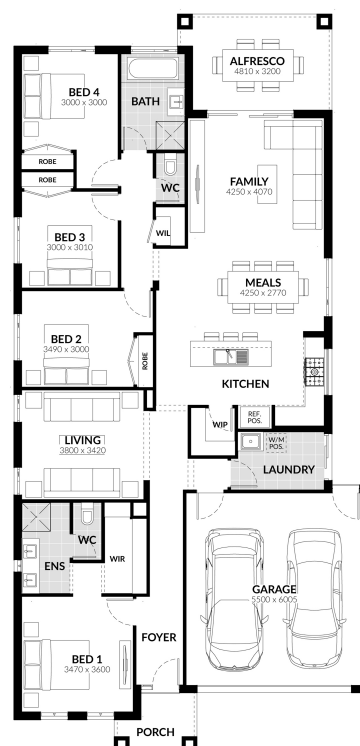 ALFRESCO
4810 x 3200
BED 4
3000 x 3000
BATH
ROBE
ROBE
WC
FAMILY
4250 x 4070
WIL
BED 3
3000 x 3010
MEALS
4250 x 2770
BED 2
3490 x 3000
ROBE
KITCHEN
WIP
REF.
POS.
LIVING
3800 x 3420
W/M
POS.
LAUNDRY
WC
ENS
WIR
GARAGE
5500 x 6005
FOYER
BED 1
3470 x 3600
PORCH